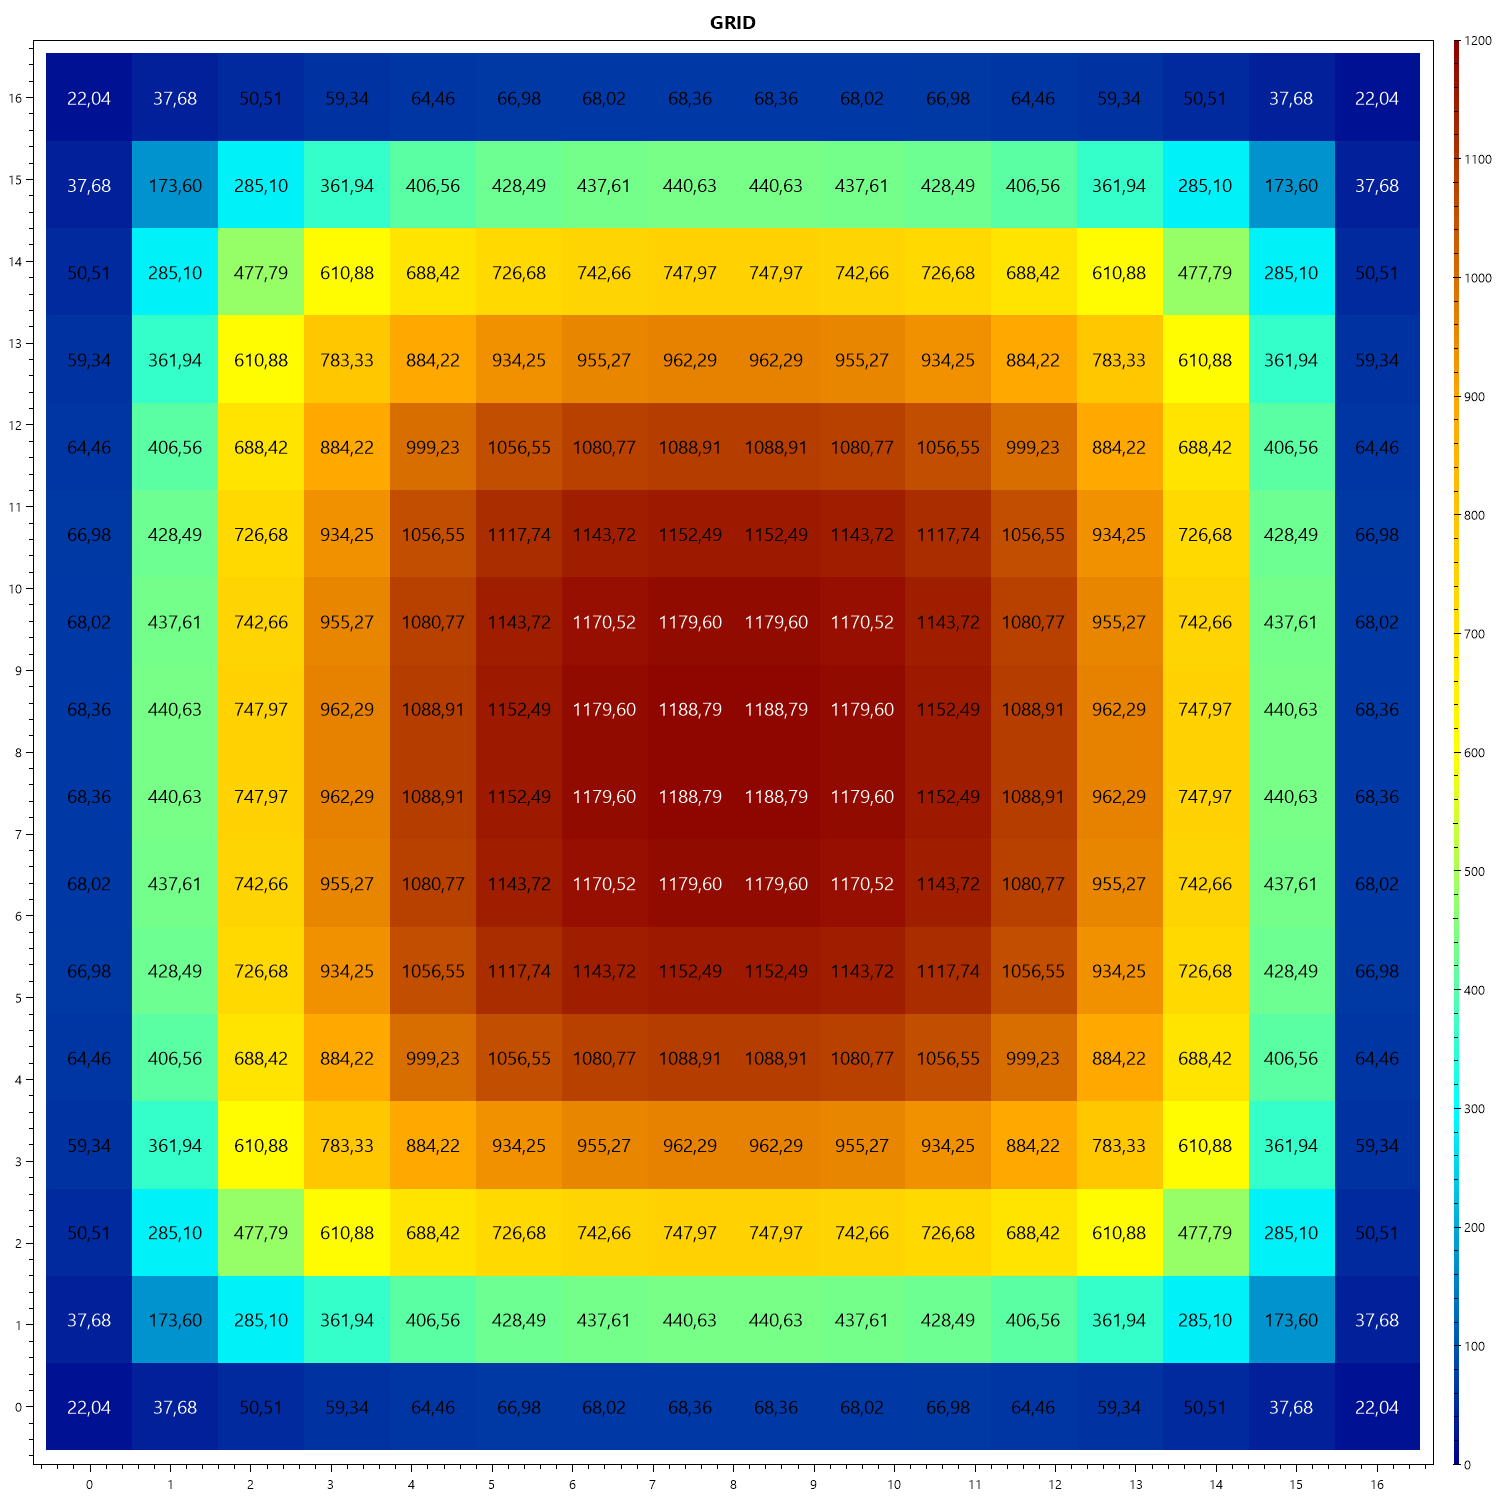 GRID
1200
16 22,04 37,68 50,51 59,34 64,46 66,98 68,02 68,36 68,36 68,02 66,98 64,46 59,34 50,51 37,68 22,04
1100
15 37,68 173,60 285,10 361,94 406,56 428,49 437,61 440,63 440,63 437,61 428,49 406,56 361,94 285,10 173,60 37,68
14 50,51 285,10 477,79 610,88 688,42 726,68 742,66 747,97 747,97 742,66 726,68 688,42 610,88 477,79 285,10 50,51
1000
13 59,34 361,94 610,88 783,33 884,22 934,25 955,27 962,29 962,29 955,27 934,25 884,22 783,33 610,88 361,94 59,34
900
12 64,46 406,56 688,42 884,22 999,23 1056,55 1080,77 1088,91 1088,91 1080,77 1056,55 999,23 884,22 688,42 406,56 64,46
11 66,98 428,49 726,68 934,25 1056,55 1117,74 1143,72 1152,49 1152,49 1143,72 1117,74 1056,55 934,25 726,68 428,49 66,98
800
10 68,02 437,61 742,66 955,27 1080,77 1143,72 1170,52 1179,60 1179,60 1170,52 1143,72 1080,77 955,27 742,66 437,61 68,02
700
9 68,36 440,63 747,97 962,29 1088,91 1152,49 1179,60 1188,79 1188,79 1179,60 1152,49 1088,91 962,29 747,97 440,63 68,36
8
600
68,36 440,63 747,97 962,29 1088,91 1152,49 1179,60 1188,79 1188,79 1179,60 1152,49 1088,91 962,29 747,97 440,63 68,36
7
500
68,02 437,61 742,66 955,27 1080,77 1143,72 1170,52 1179,60 1179,60 1170,52 1143,72 1080,77 955,27 742,66 437,61 68,02
6
66,98 428,49 726,68 934,25 1056,55 1117,74 1143,72 1152,49 1152,49 1143,72 1117,74 1056,55 934,25 726,68 428,49 66,98
5
400
64,46 406,56 688,42 884,22 999,23 1056,55 1080,77 1088,91 1088,91 1080,77 1056,55 999,23 884,22 688,42 406,56 64,46
4
300
59,34 361,94 610,88 783,33 884,22 934,25 955,27 962,29 962,29 955,27 934,25 884,22 783,33 610,88 361,94 59,34
3
200
50,51 285,10 477,79 610,88 688,42 726,68 742,66 747,97 747,97 742,66 726,68 688,42 610,88 477,79 285,10 50,51
2
37,68 173,60 285,10 361,94 406,56 428,49 437,61 440,63 440,63 437,61 428,49 406,56 361,94 285,10 173,60 37,68
1
100
0 22,04 37,68 50,51 59,34 64,46 66,98 68,02 68,36 68,36 68,02 66,98 64,46 59,34 50,51 37,68 22,04
0
0 1 2 3 4 5 6 7 8 9 10 11 12 13 14 15 16